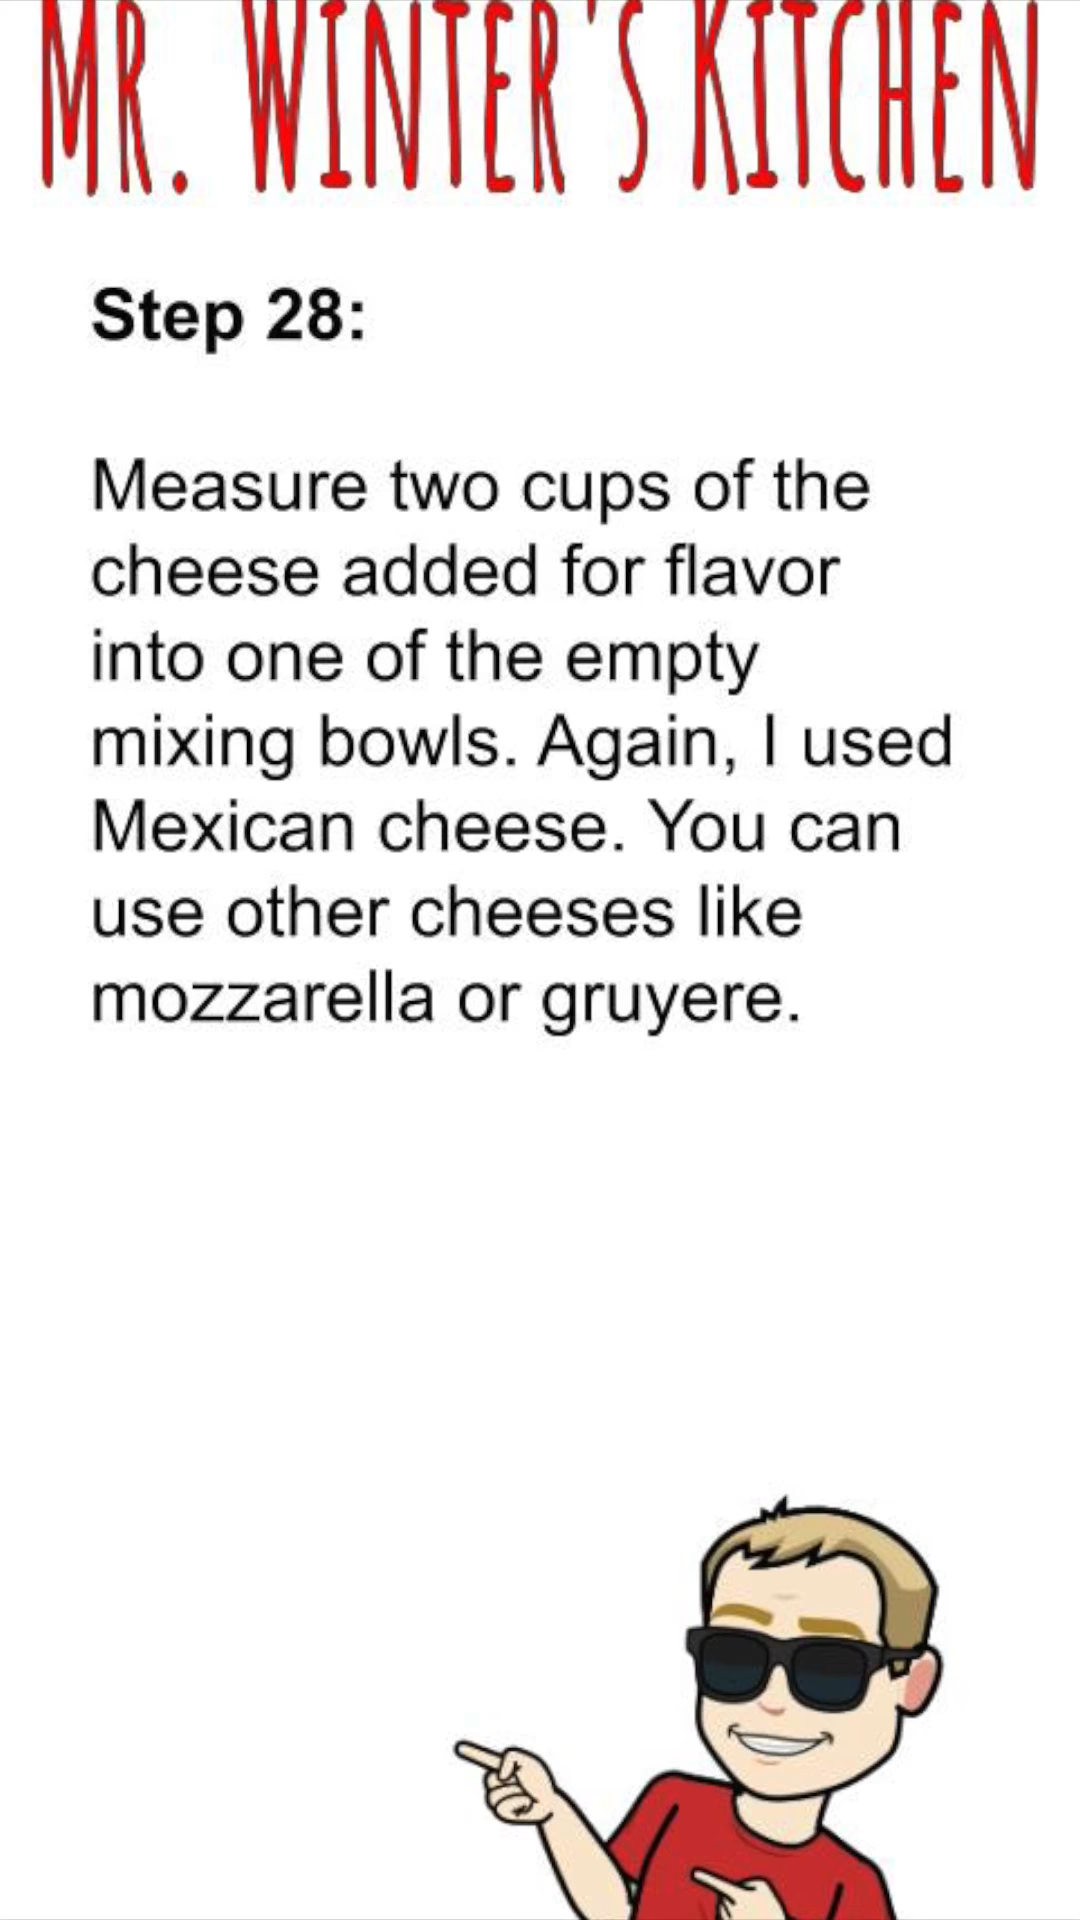 MR. WINTER'S KITCHEN
Step 28:
Measure two cups of the
cheese added for flavor
into one of the empty
mixing bowls. Again, I used
Mexican cheese. You can
use other cheeses like
mozzarella or gruyere.